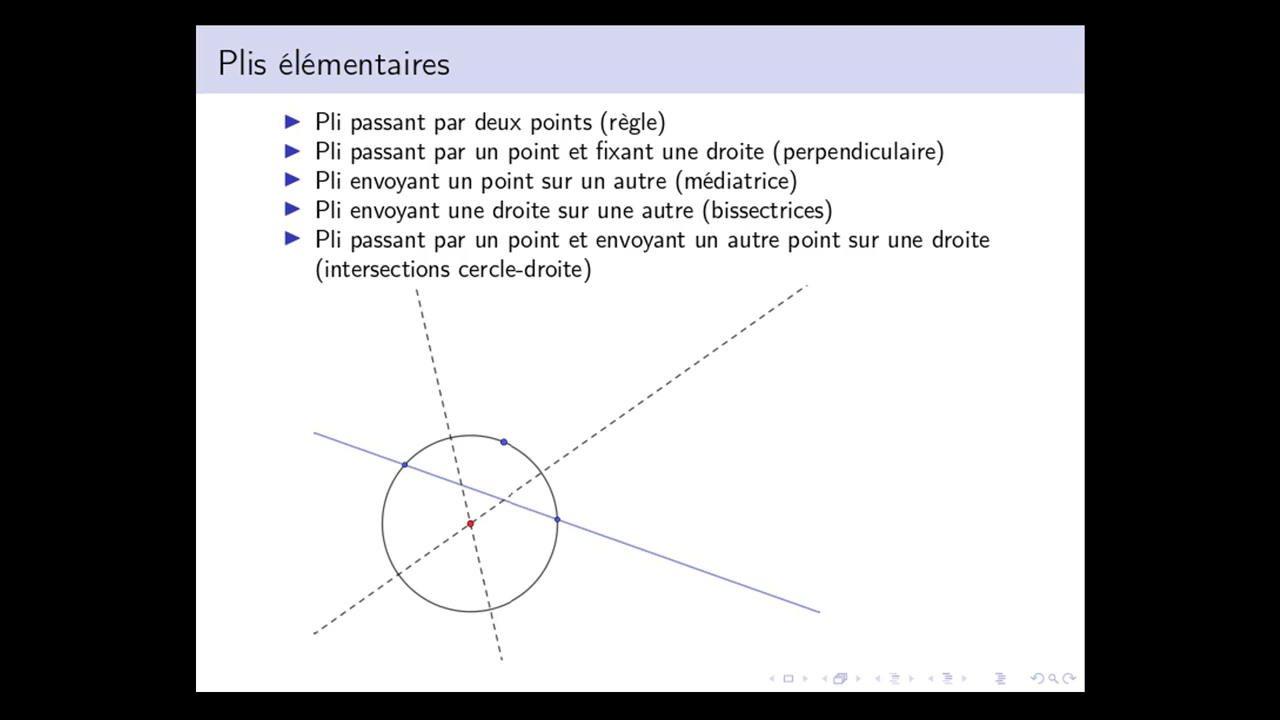 Plis élémentaires
Pli passant par deux points (règle)
Pli passant par un point et fixant une droite (perpendiculaire)
Pli envoyant un point sur un autre (médiatrice)
Pli envoyant une droite sur une autre (bissectrices)
Pli passant par un point et envoyant un autre point sur une droite
(intersections cercle-droite)